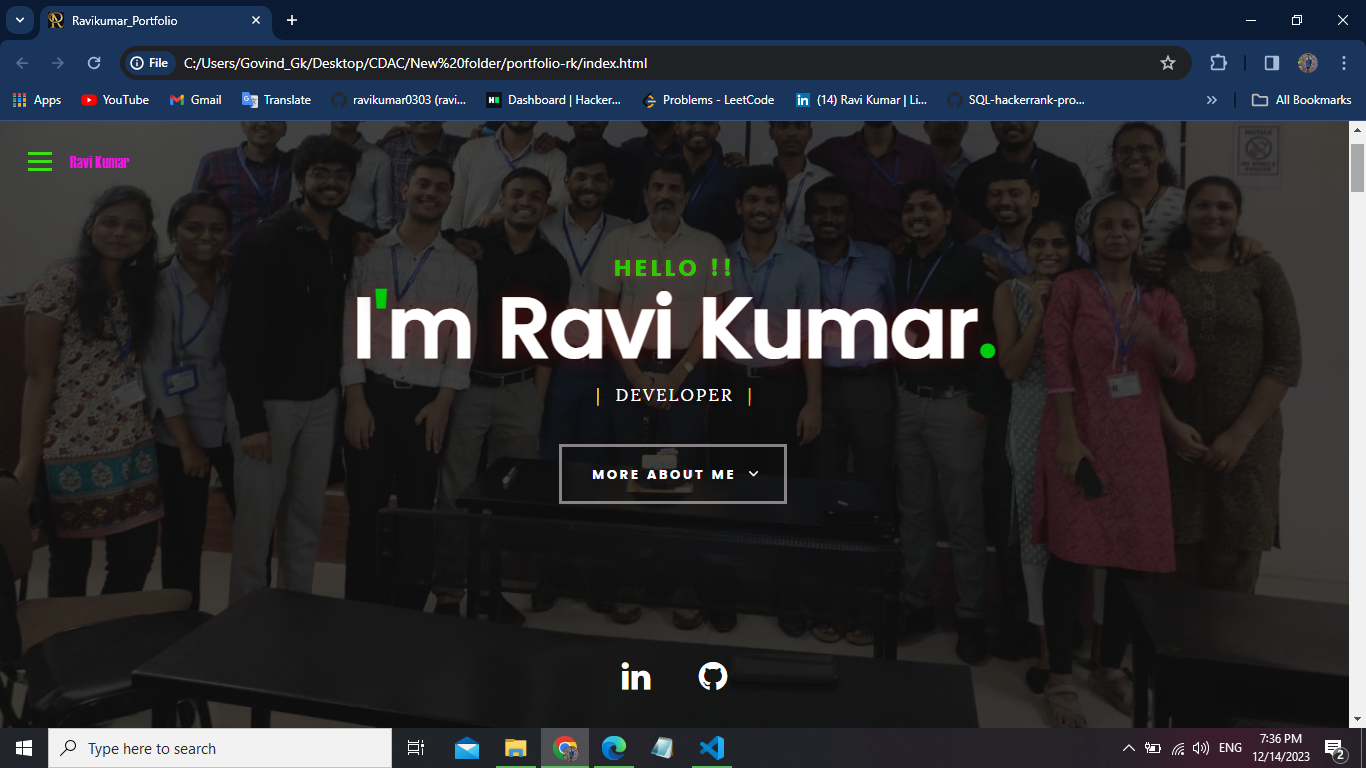 Ravikumar_Portfolio
File
C:/Users/Govind_Gk/Desktop/CDAC/New%20folder/portfolio-rk/index.html
Apps
YouTube
Gmail
Translate
ravikumar0303 (ravi...
Dashboard | Hacker...
Problems - LeetCode
(14) Ravi Kumar | Li...
SQL-hackerrank-pro...
All Bookmarks
Ravi Kumar
HELLO !!
I'm Ravi Kumar.
| DEVELOPER |
MORE ABOUT ME
Type here to search
ENG
7:36 PM
12/14/2023
2